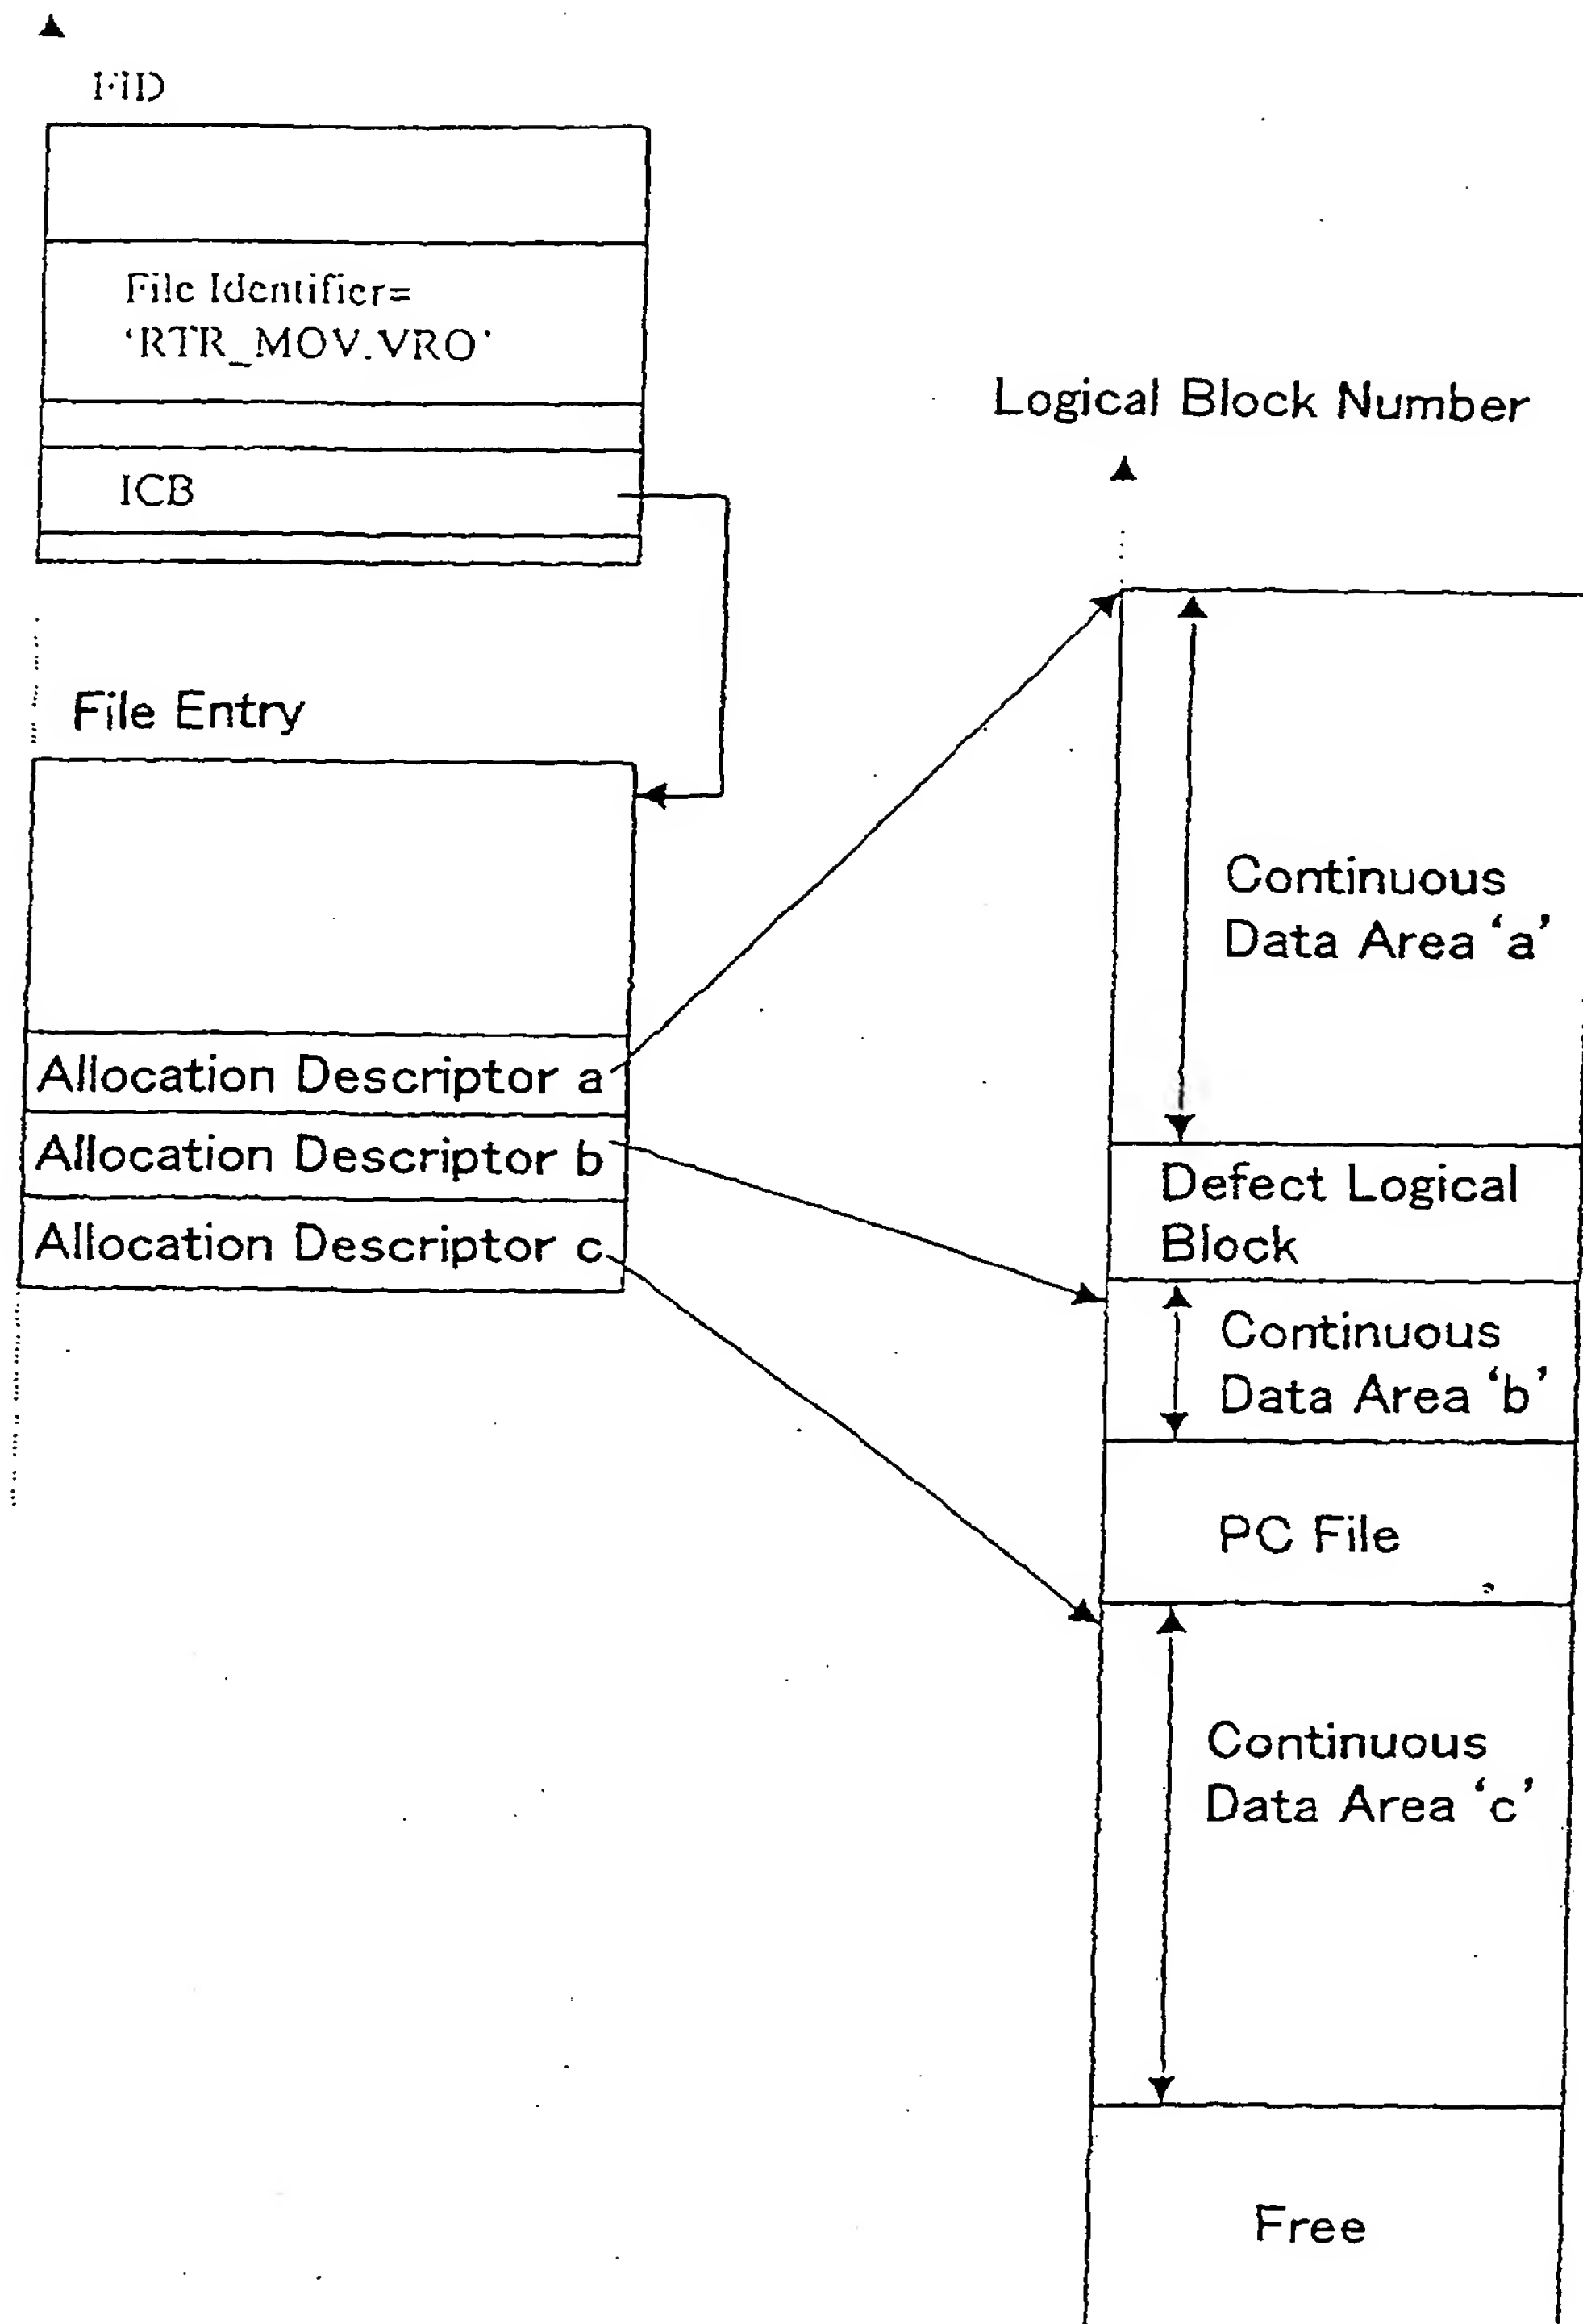 FID
File Identifier=
‘RTR_MOV.VRO’
ICB
File Entry
Allocation Descriptor a
Allocation Descriptor b
Allocation Descriptor c
Logical Block Number
Continuous
Data Area ‘a’
Defect Logical
Block
Continuous
Data Area ‘b’
PC File
Continuous
Data Area ‘c’
Free